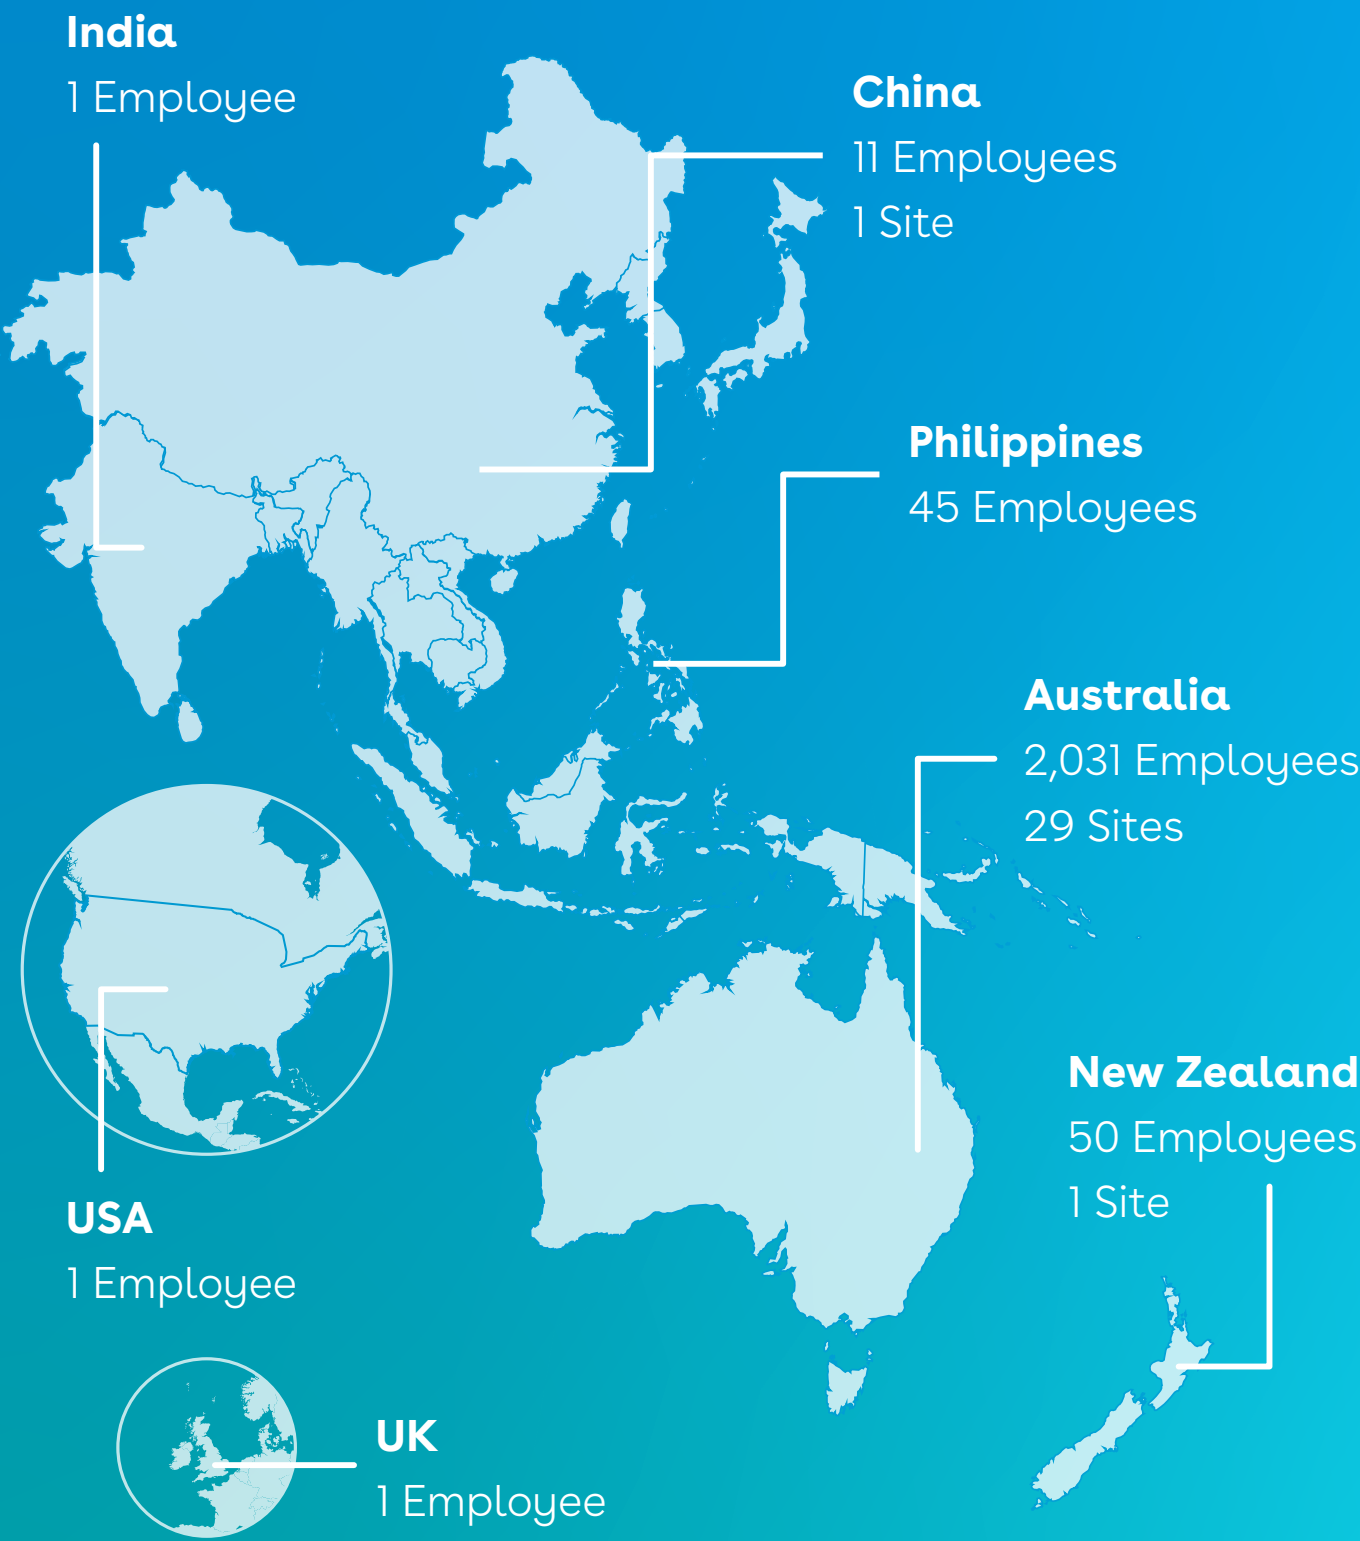 India
1 Employee
China
11 Employees
1 Site
Philippines
45 Employees
Australia
2,031 Employees
29 Sites
New Zealand
50 Employees
1 Site
USA
1 Employee
UK
1 Employee